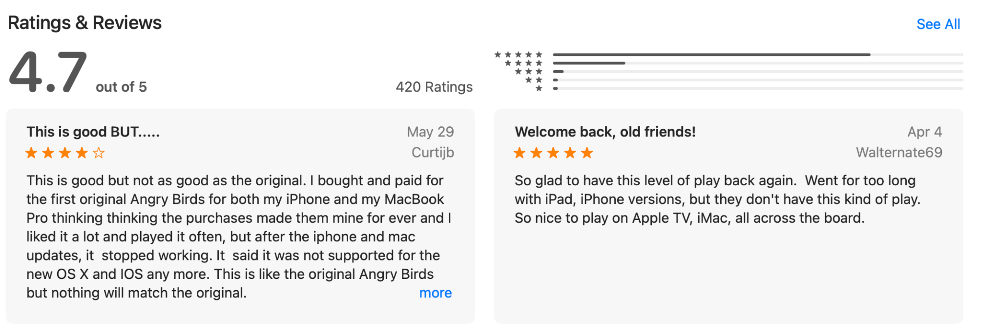 Ratings & Reviews
See All
4.7 out of 5
420 Ratings
This is good BUT.....
May 29
Curtijb
This is good but not as good as the original. I bought and paid for
the first original Angry Birds for both my iPhone and my MacBook
Pro thinking thinking the purchases made them mine for ever and I
liked it a lot and played it often, but after the iphone and mac
updates, it  stopped working. It  said it was not supported for the
new OS X and IOS any more. This is like the original Angry Birds
but nothing will match the original.
more
Welcome back, old friends!
Apr 4
Walternate69
So glad to have this level of play back again.  Went for too long
with iPad, iPhone versions, but they don't have this kind of play.
So nice to play on Apple TV, iMac, all across the board.